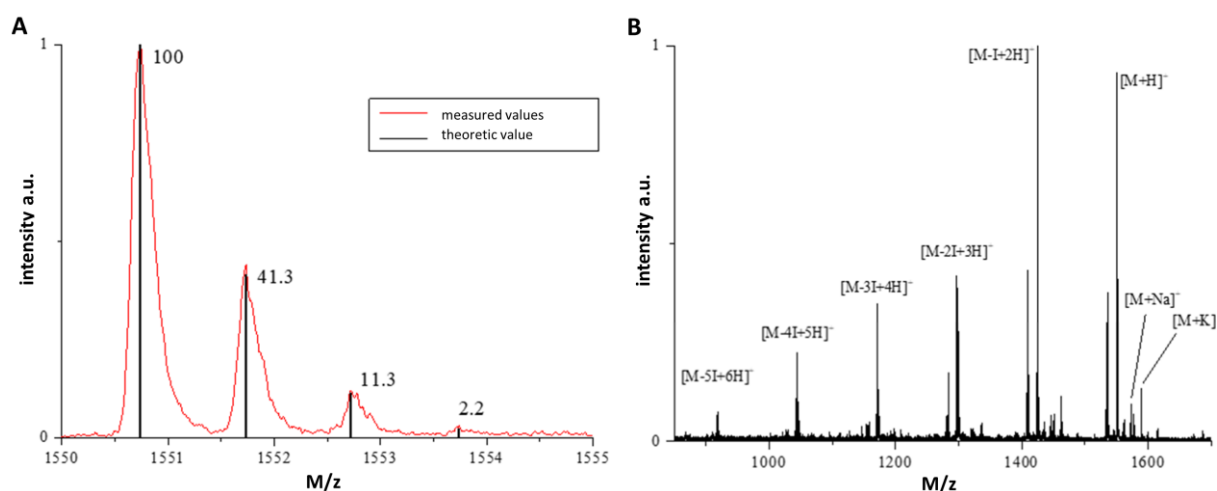 A
1
100
measured values
theoretic value
41.3
11.3
2.2
0
intensity a.u.
1550
1551
1552
1553
1554
1555
M/z
B
1
[M-I+2H]⁻
[M+H]⁻
[M-2I+3H]⁻
[M-3I+4H]⁻
[M+Na]⁻
[M-4I+5H]⁻
[M+K]
[M-5I+6H]⁻
0
intensity a.u.
1000
1200
1400
1600
M/z